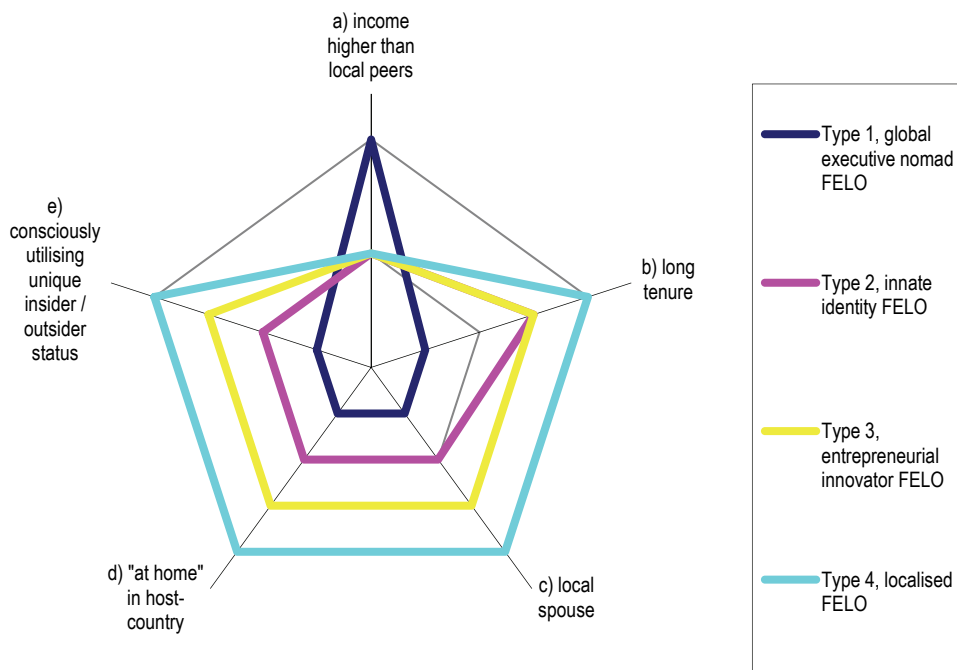 a) income
higher than
local peers
b) long
tenure
c) local
spouse
d) "at home"
in host-
country
e)
consciously
utilising
unique
insider /
outsider
status
Type 1, global
executive nomad
FELO
Type 2, innate
identity FELO
Type 3,
entrepreneurial
innovator FELO
Type 4, localised
FELO